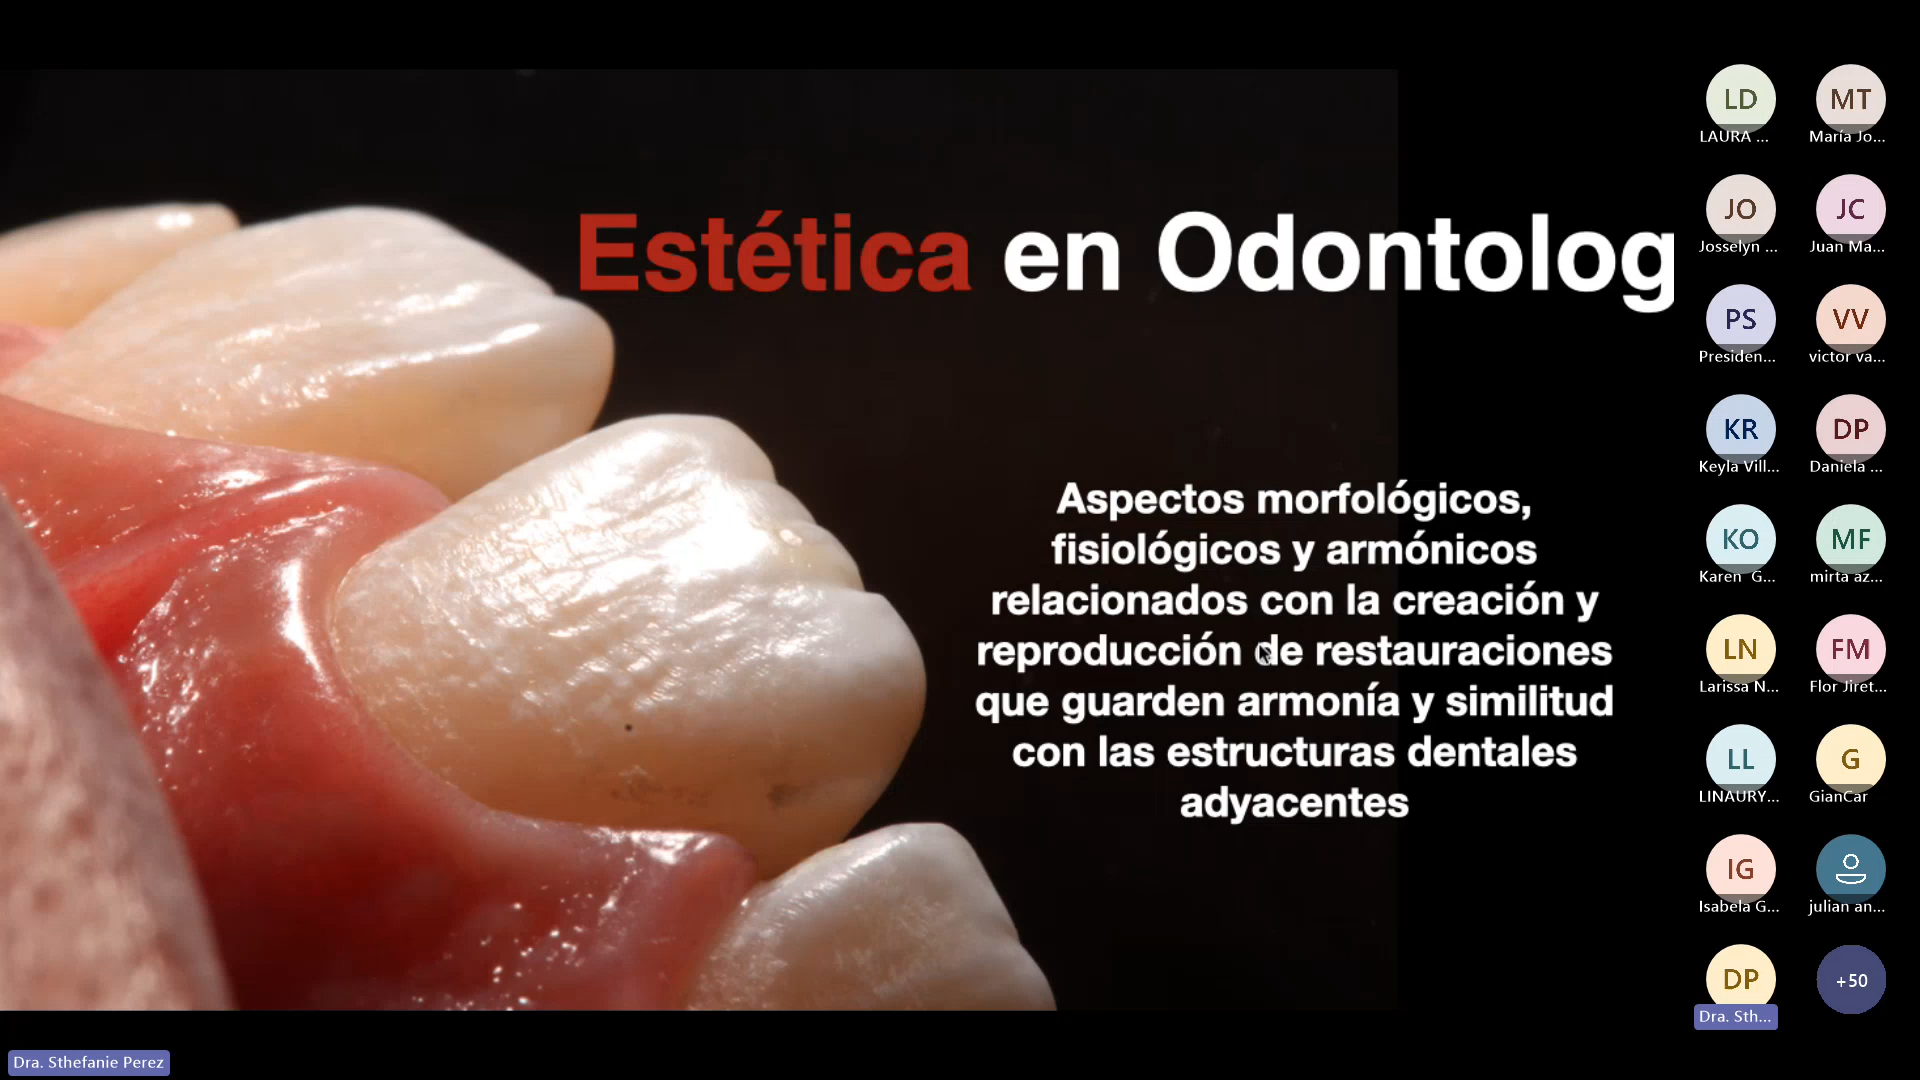 Estética en Odontolog
Aspectos morfológicos,
fisiológicos y armónicos
relacionados con la creación y
reproducción de restauraciones
que guarden armonía y similitud
con las estructuras dentales
adyacentes
LD
LAURA ...
MT
María Jo...
JO
Josselyn ...
JC
Juan Ma...
PS
Presiden...
VV
victor va...
KR
Keyla Vill...
DP
Daniela ...
KO
Karen G...
MF
mirta az...
LN
Larissa N...
FM
Flor Jiret...
LL
LINAURY...
G
GianCar
IG
Isabela G...
julian an...
DP
Dra. Sth...
+50
Dra. Sthefanie Perez